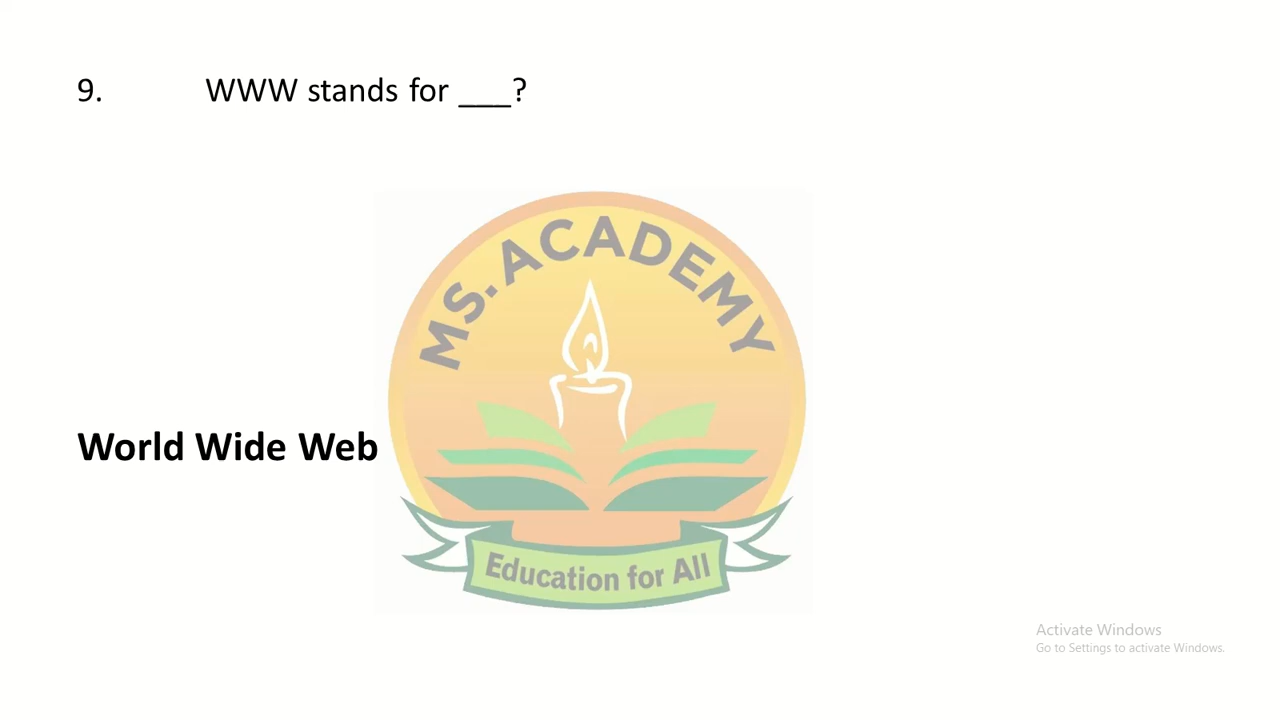 9. WWW stands for ___?
MS. ACADEMY
World Wide Web
Education for All
Activate Windows
Go to Settings to activate Windows.